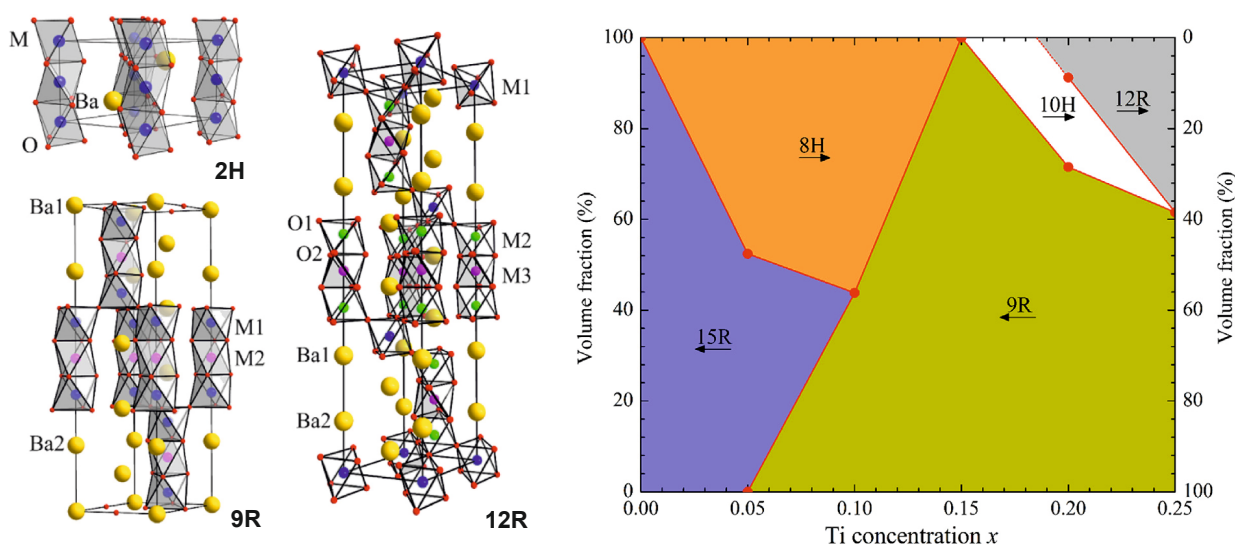 M
Ba
O
2H
Ba1
M1
M2
Ba2
9R
M1
O1
O2
M2
M3
Ba1
Ba2
12R
Volume fraction (%)
100
80
60
40
20
0
0.00
0.05
0.10
0.15
0.20
0.25
Ti concentration x
8H
15R
9R
10H
12R
0
20
40
60
80
100
Volume fraction (%)